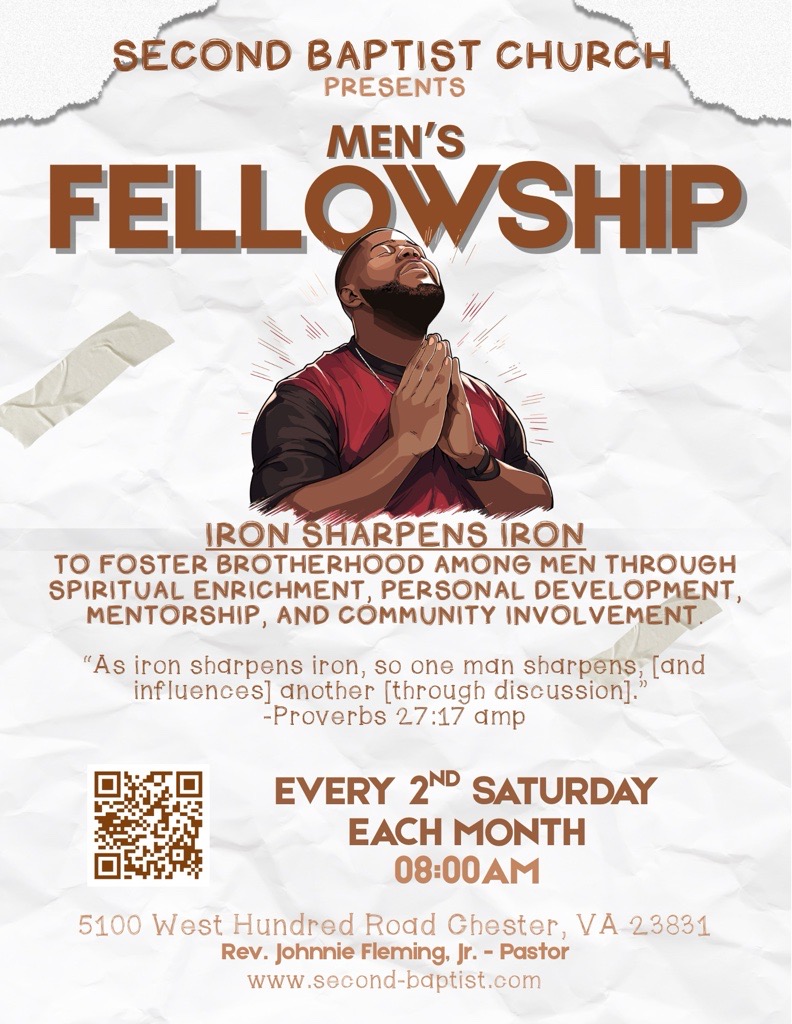 SECOND BAPTIST CHURCH
PRESENTS
MEN'S
FELLOWSHIP
IRON SHARPENS IRON
TO FOSTER BROTHERHOOD AMONG MEN THROUGH
SPIRITUAL ENRICHMENT, PERSONAL DEVELOPMENT,
MENTORSHIP, AND COMMUNITY INVOLVEMENT.
“As iron sharpens iron, so one man sharpens, [and
influences] another [through discussion].”
-Proverbs 27:17 amp
EVERY 2ND SATURDAY
EACH MONTH
08:00AM
5100 West Hundred Road Chester, VA 23831
Rev. Johnnie Fleming, Jr. - Pastor
www.second-baptist.com